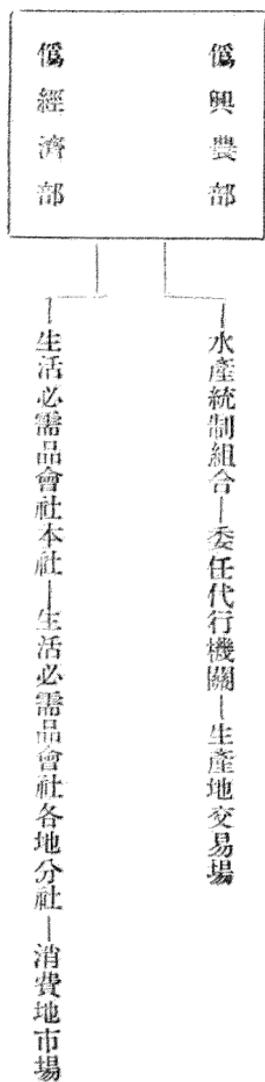 僞興農部
水產統制組合—委任代行機關—生產地交易場
僞經濟部
生活必需品會社本社—生活必需品會社各地分社—消費地市場